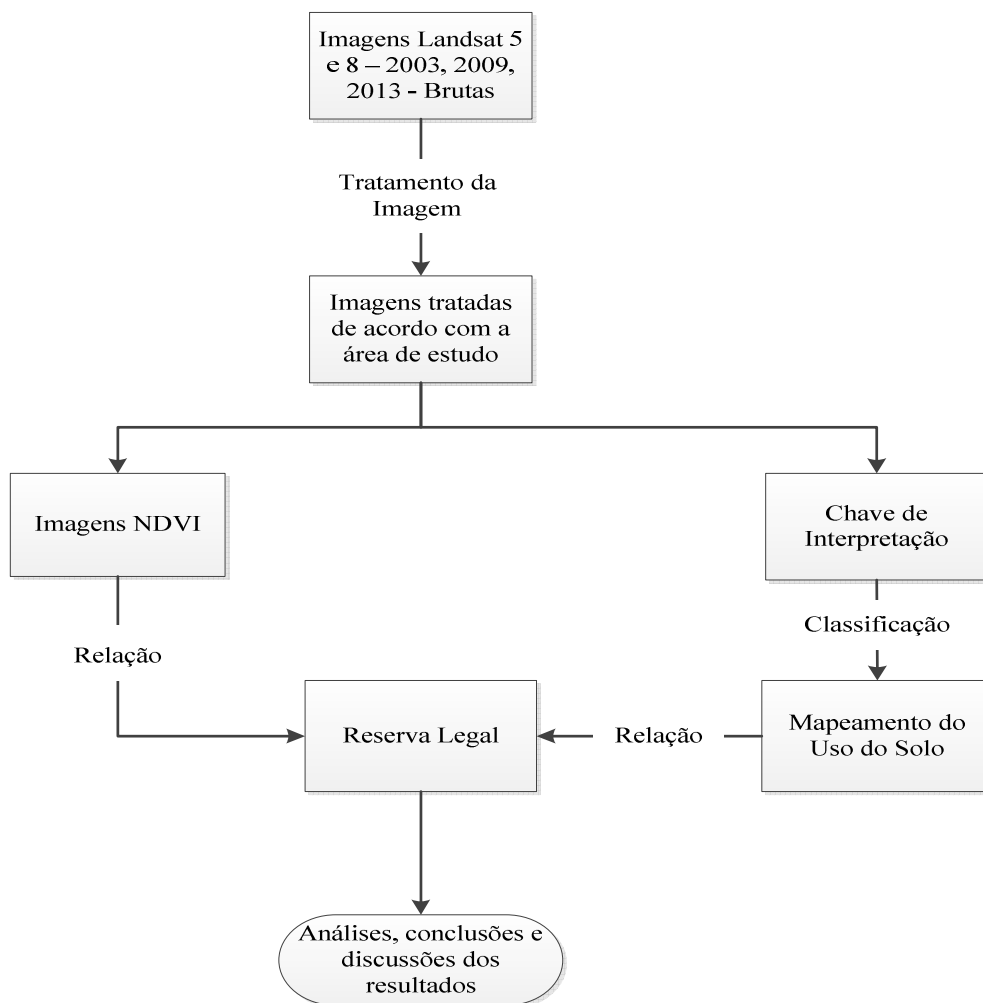 Imagens Landsat 5
e 8 – 2003, 2009,
2013 - Brutas
Tratamento da
Imagem
Imagens tratadas
de acordo com a
área de estudo
Imagens NDVI
Chave de
Interpretação
Relação
Classificação
Reserva Legal
Relação
Mapeamento do
Uso do Solo
Análises, conclusões e
discussões dos
resultados